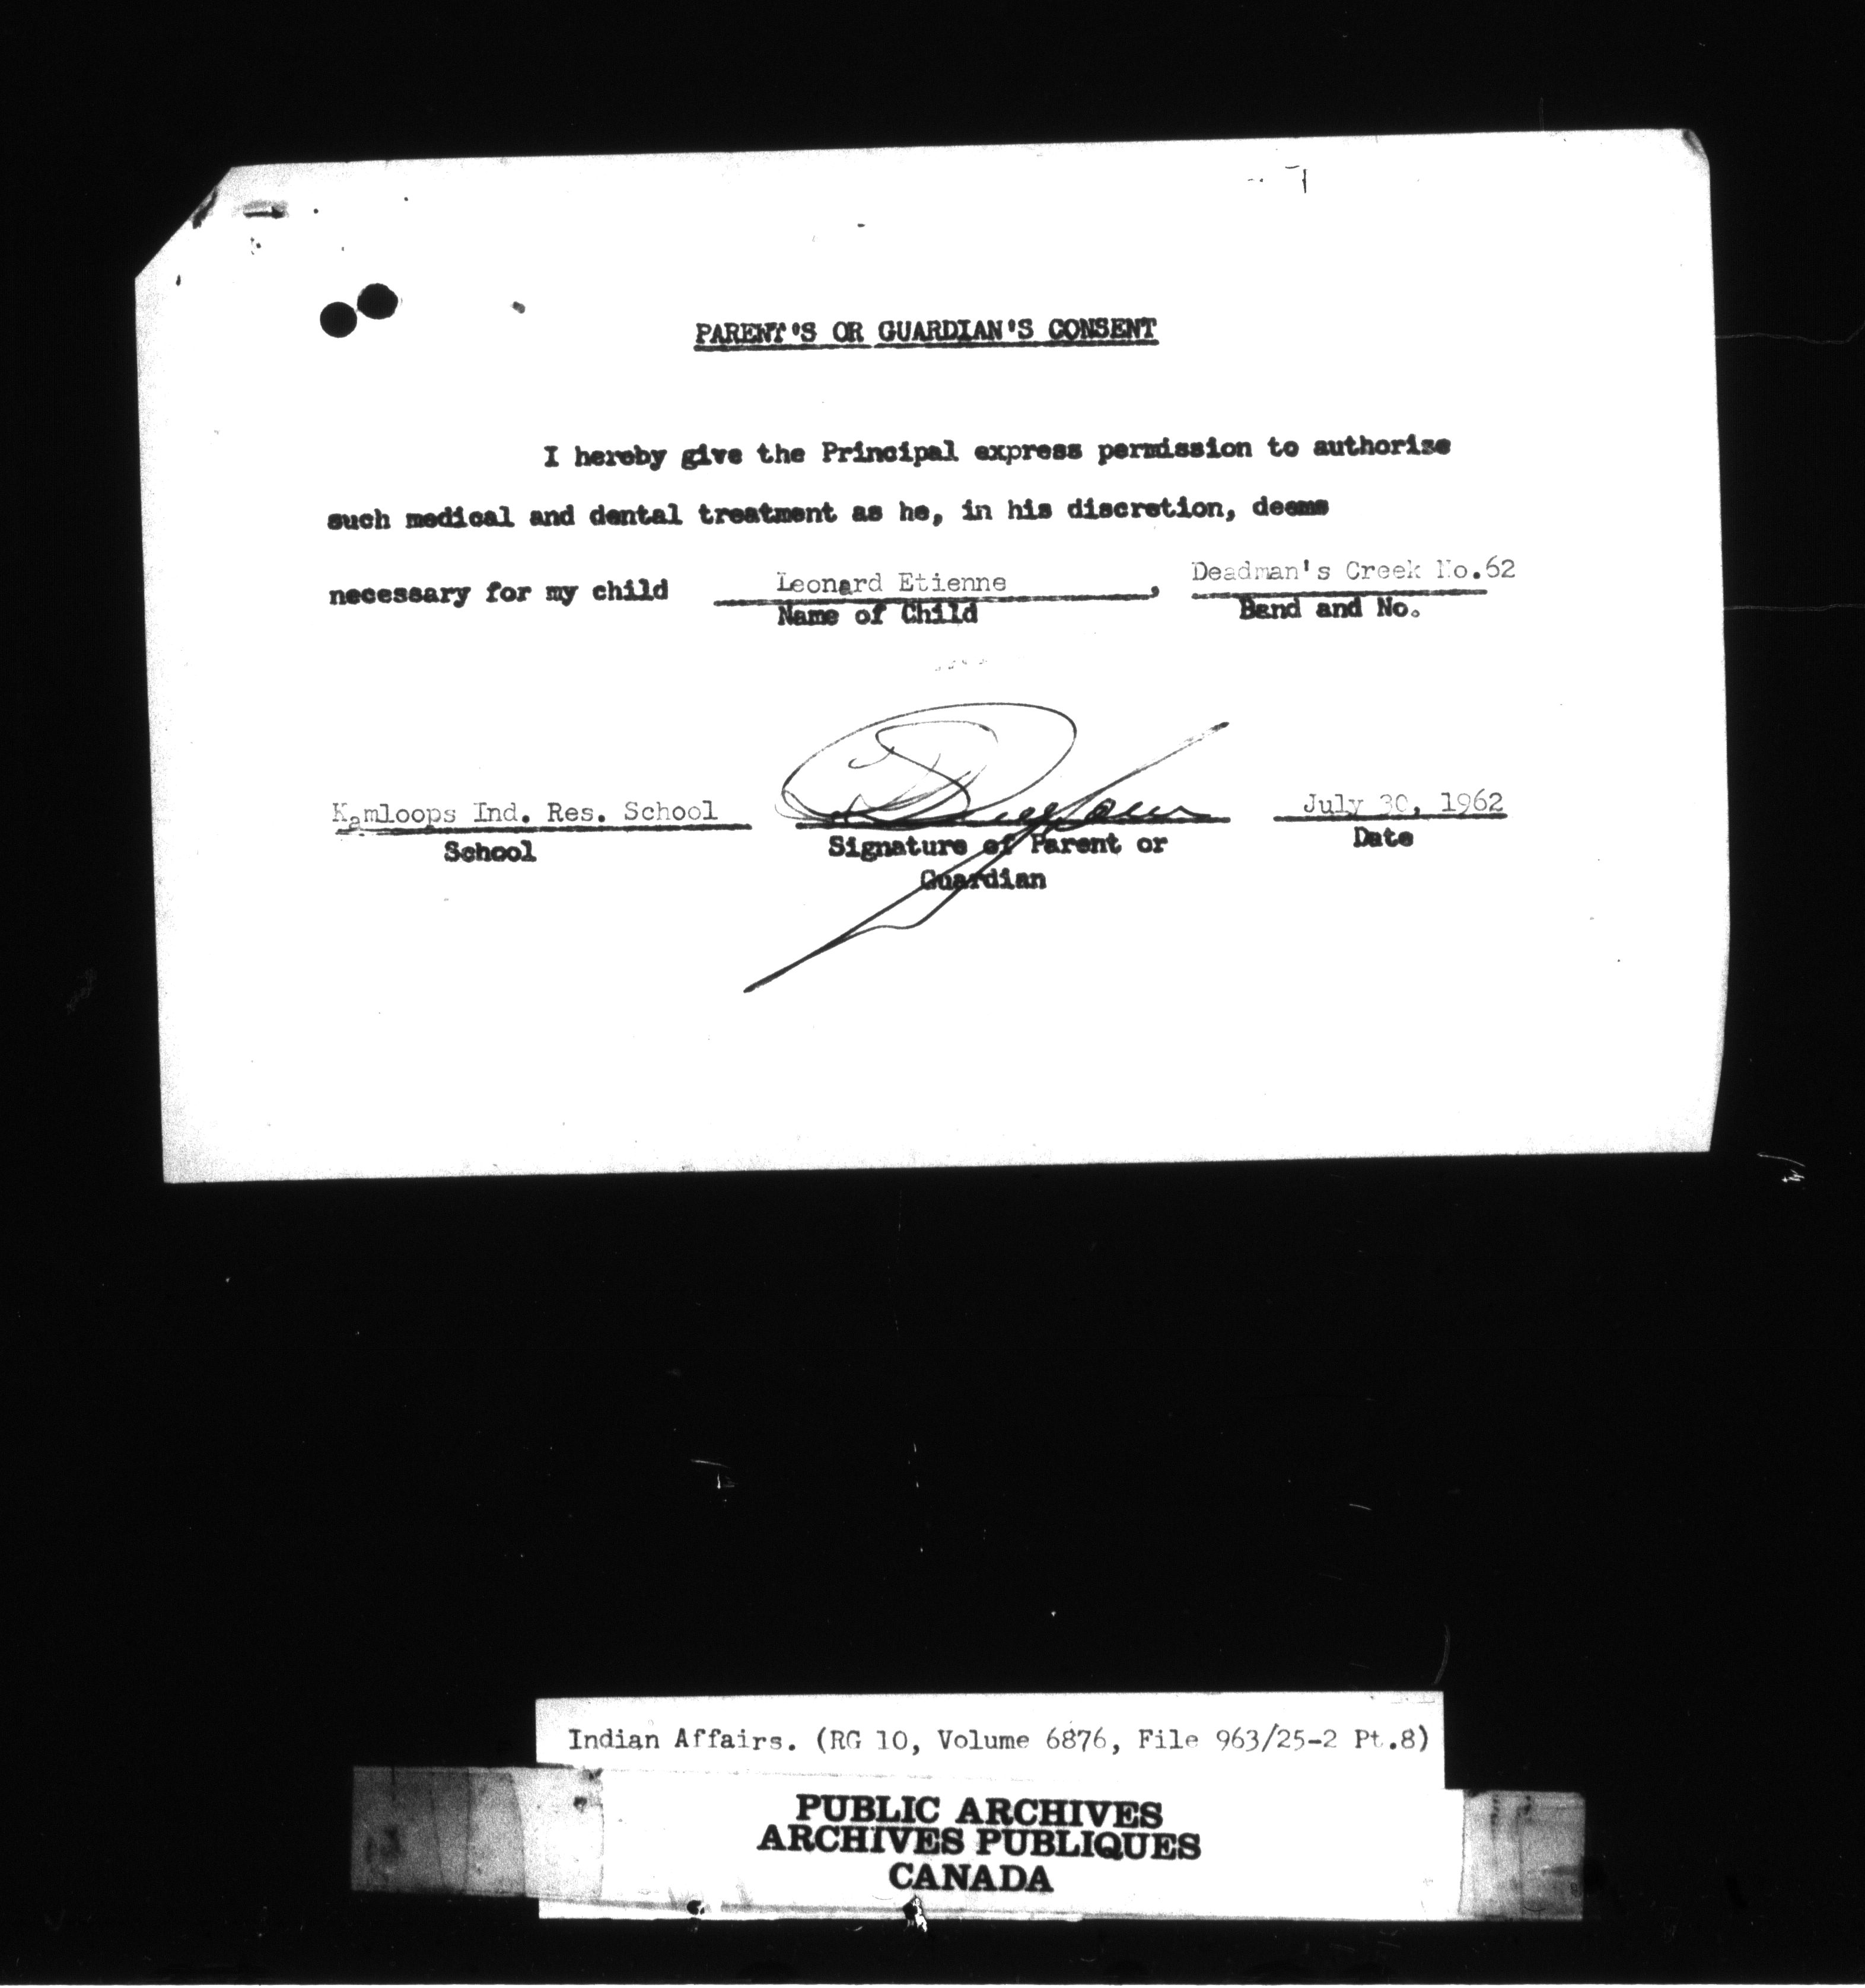 PARENT'S OR GUARDIAN'S CONSENT
I hereby give the Principal express permission to authorize
such medical and dental treatment as he, in his discretion, deems
necessary for my child Leonard Etienne, Deadman's Creek No.62
Name of Child Band and No.
Kamloops Ind. Res. School July 30, 1962
School Signature of Parent or Date
Guardian
Indian Affairs. (RG 10, Volume 6876, File 963/25-2 Pt.8)
PUBLIC ARCHIVES
ARCHIVES PUBLIQUES
CANADA